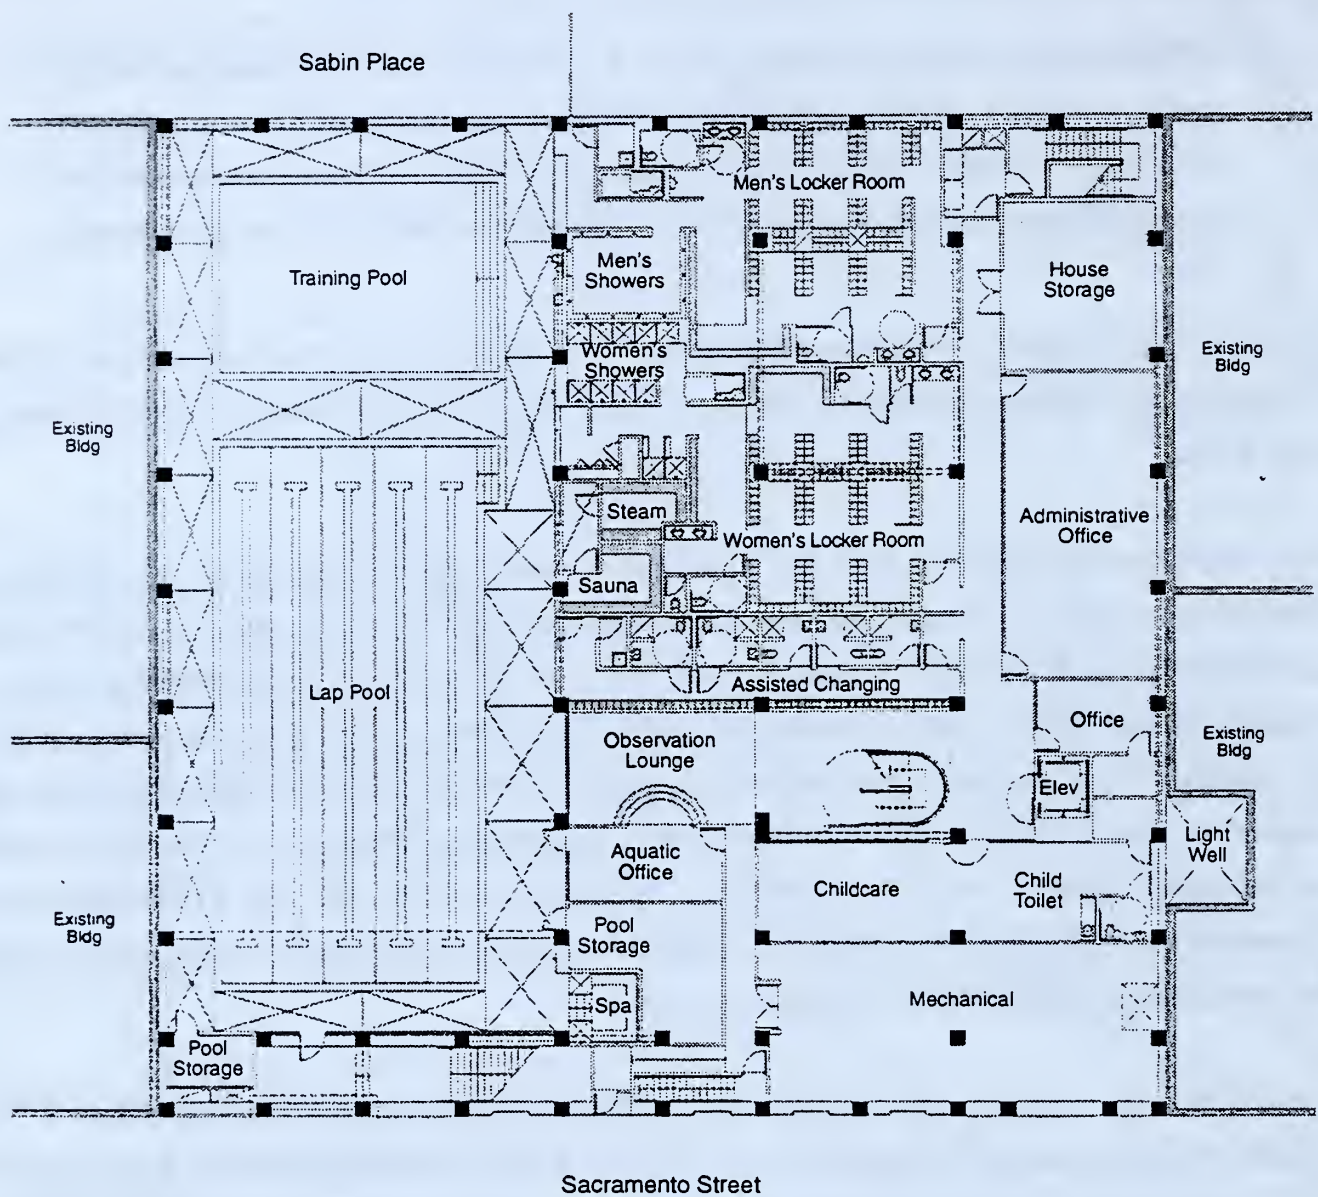 Sabin Place
Men's Locker Room
Men's
Showers
Training Pool
House
Storage
Women's
Showers
Existing
Bldg
Existing
Bldg
Steam
Women's Locker Room
Administrative
Office
Sauna
Lap Pool
Assisted Changing
Office
Observation
Lounge
Existing
Bldg
Elev
Light
Well
Aquatic
Office
Childcare
Child
Toilet
Existing
Bldg
Pool
Storage
Spa
Mechanical
Pool
Storage
Sacramento Street